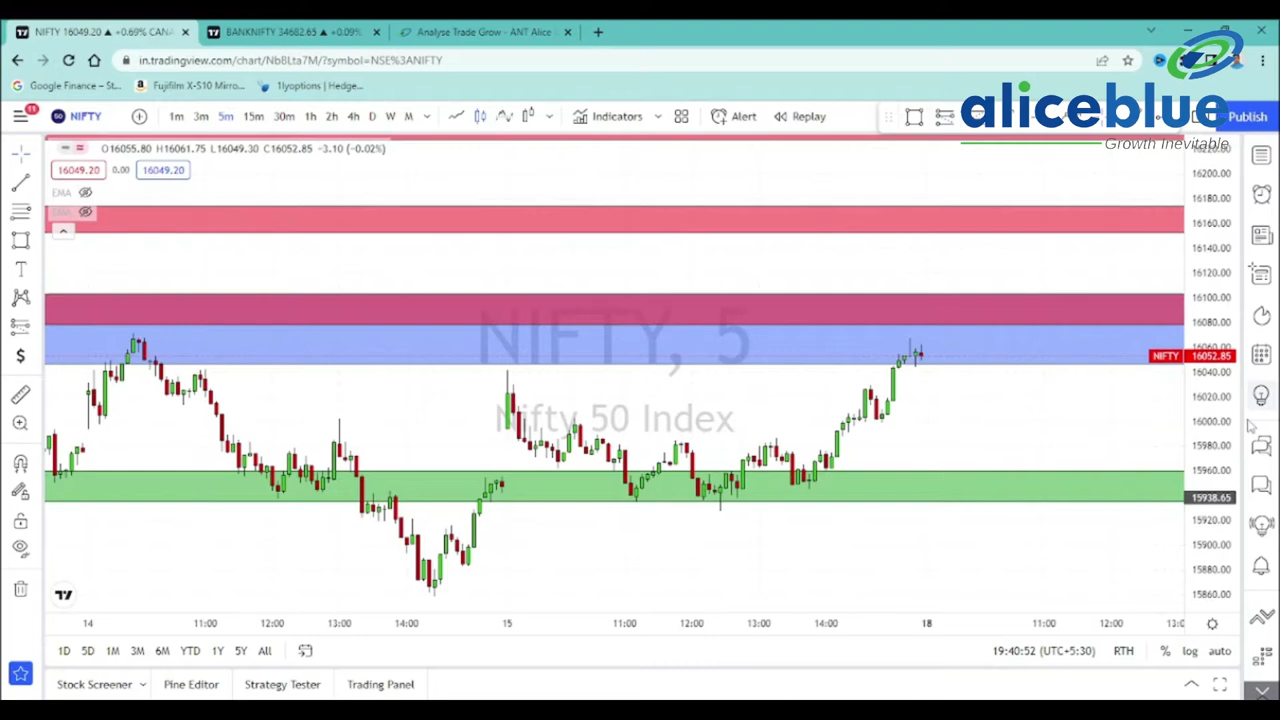 NIFTY 16049.20 ▲ +0.69% CANA
BANKNIFTY 34682.65 ▲ +0.09%
Analyse Trade Grow - ANT Alice
in.tradingview.com/chart/NbBLta7M/?symbol=NSE%3ANIFTY
Google Finance – St...
Fujifilm X-S10 Mirro...
1lyoptions | Hedge...
aliceblue
Growth Inevitable
11
50 NIFTY
1m 3m 5m 15m 30m 1h 2h 4h D W M
Indicators
Alert
Replay
Publish
O16055.80 H16061.75 L16049.30 C16052.85 −3.10 (−0.02%)
16049.20 0.00 16049.20
EMA
EMA
NIFTY, 5
Nifty 50 Index
16220.00
16200.00
16180.00
16160.00
16140.00
16120.00
16100.00
16080.00
16060.00
NIFTY 16052.85
16040.00
16020.00
16000.00
15980.00
15960.00
15938.65
15920.00
15900.00
15880.00
15860.00
14 11:00 12:00 13:00 14:00 15 11:00 12:00 13:00 14:00 18 11:00 12:00 13:0
1D 5D 1M 3M 6M YTD 1Y 5Y All
19:40:52 (UTC+5:30) RTH % log auto
Stock Screener Pine Editor Strategy Tester Trading Panel